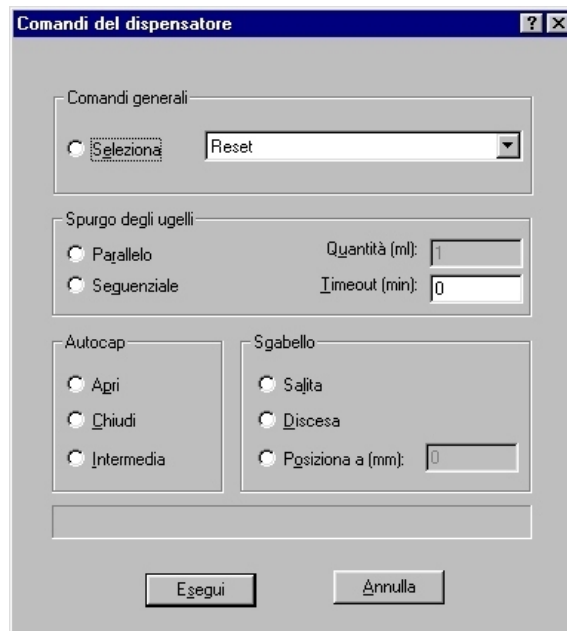 Comandi del dispensatore
Comandi generali
Seleziona Reset
Spurgo degli ugelli
Parallelo Quantità (ml): 1
Sequenziale Timeout (min): 0
Autocap Sgabello
Apri Salita
Chiudi Discesa
Intermedia Posiziona a (mm): 0
Esegui Annulla